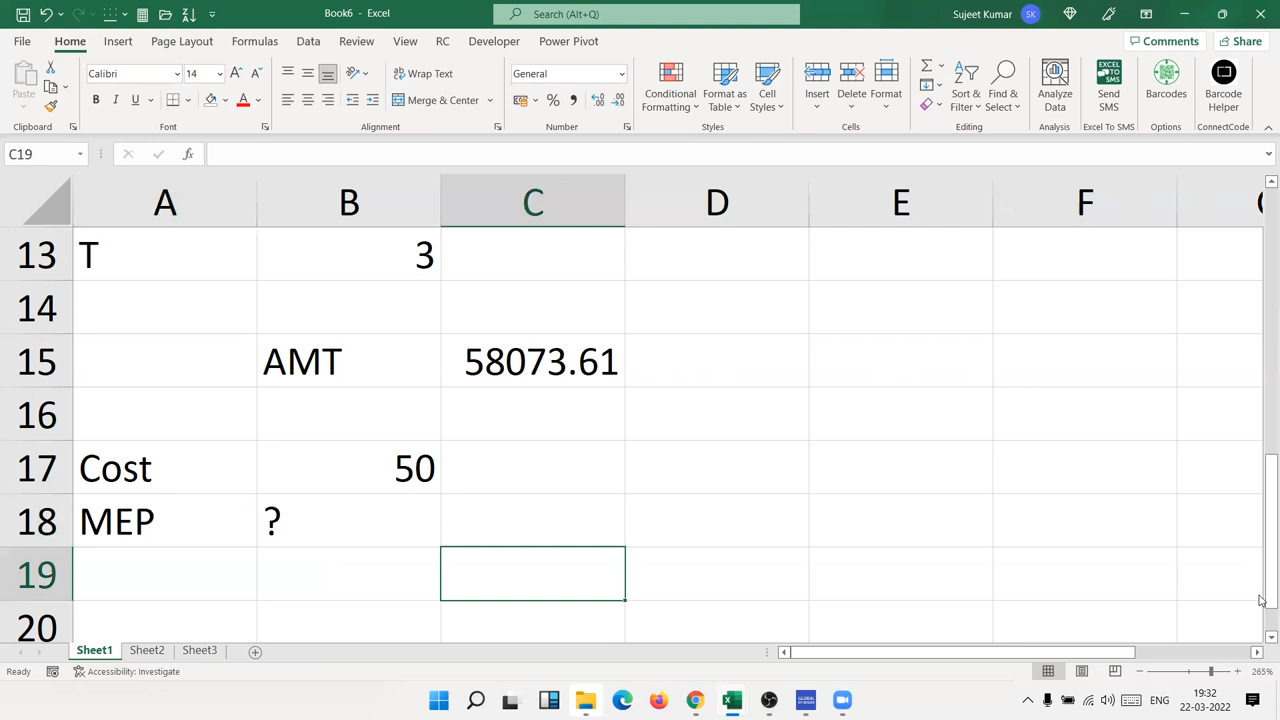 Book6 - Excel
Search (Alt+Q)
Sujeet Kumar SK
File Home Insert Page Layout Formulas Data Review View RC Developer Power Pivot Comments Share
Paste
Calibri 14
B I U
A
Wrap Text
Merge & Center
General
%
Conditional Formatting
Format as Table
Cell Styles
Insert
Delete
Format
Sort & Filter
Find & Select
Analyze Data
Send SMS
Barcodes
Barcode Helper
Clipboard Font Alignment Number Styles Cells Editing Analysis Excel To SMS Options ConnectCode
C19 fx
A B C D E F
13 T 3
14
15 AMT 58073.61
16
17 Cost 50
18 MEP ?
19
20
Sheet1 Sheet2 Sheet3
Ready Accessibility: Investigate 265%
ENG 19:32
22-03-2022